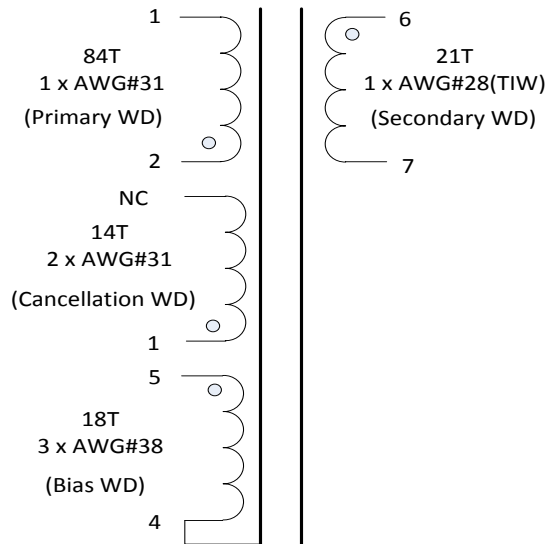 1
84T
1 x AWG#31
(Primary WD)
2
NC
14T
2 x AWG#31
(Cancellation WD)
1
5
18T
3 x AWG#38
(Bias WD)
4
6
21T
1 x AWG#28(TIW)
(Secondary WD)
7